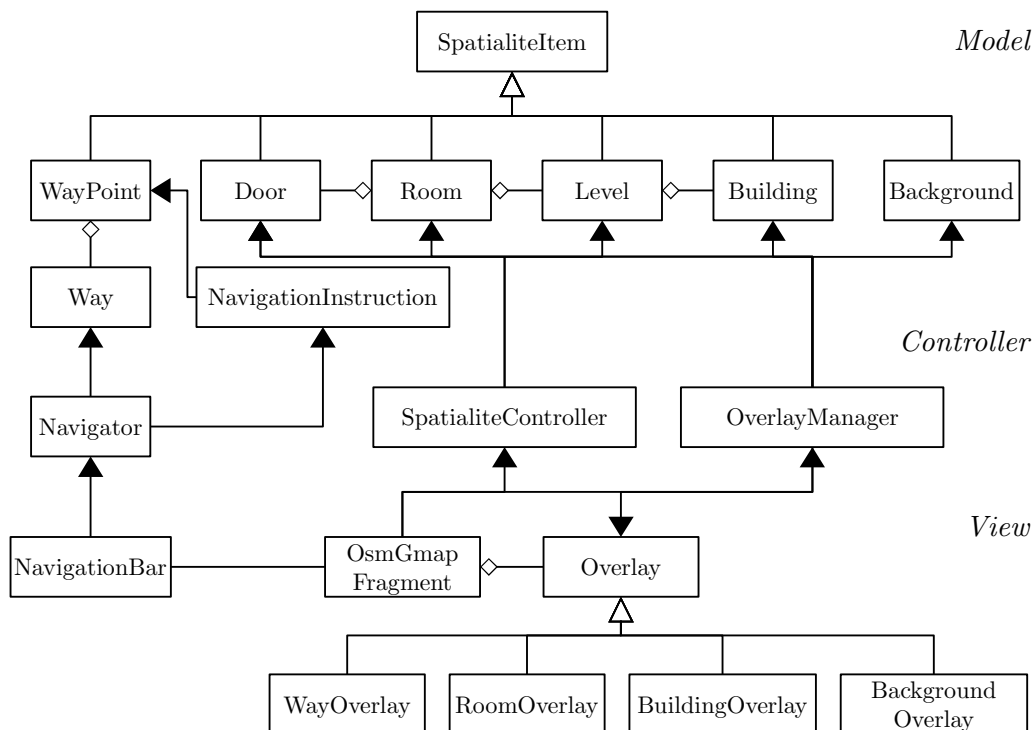 SpatialiteItem
Model
WayPoint
Door
Room
Level
Building
Background
Way
NavigationInstruction
Controller
Navigator
SpatialiteController
OverlayManager
View
NavigationBar
OsmGmap
Fragment
Overlay
WayOverlay
RoomOverlay
BuildingOverlay
Background
Overlay